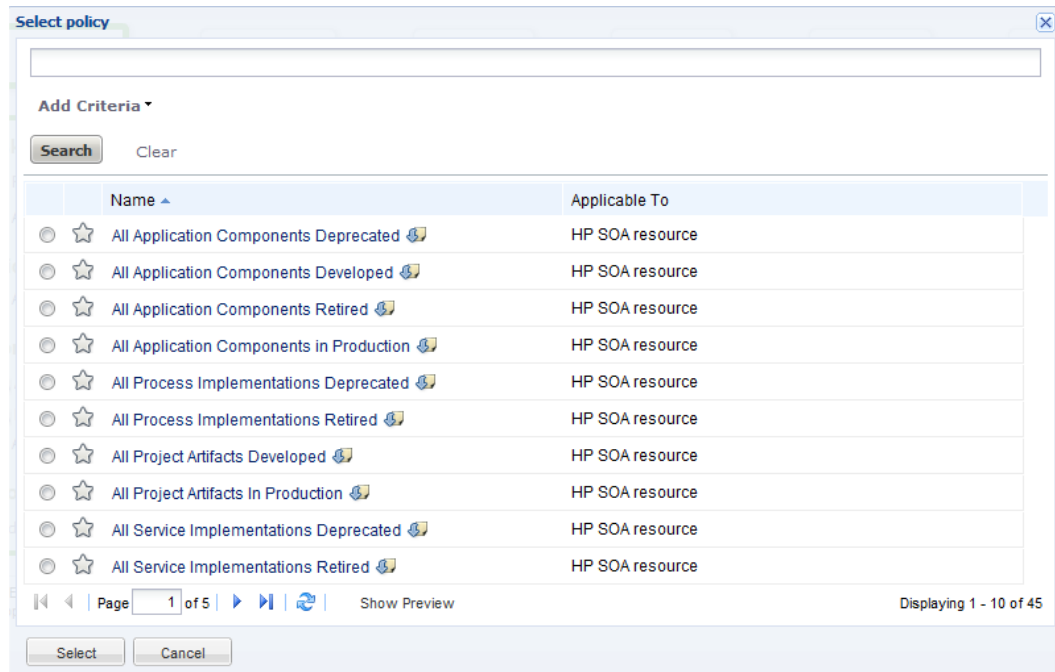 Select policy
Add Criteria
Search Clear
Name Applicable To
All Application Components Deprecated HP SOA resource
All Application Components Developed HP SOA resource
All Application Components Retired HP SOA resource
All Application Components in Production HP SOA resource
All Process Implementations Deprecated HP SOA resource
All Process Implementations Retired HP SOA resource
All Project Artifacts Developed HP SOA resource
All Project Artifacts In Production HP SOA resource
All Service Implementations Deprecated HP SOA resource
All Service Implementations Retired HP SOA resource
Page 1 of 5 Show Preview Displaying 1 - 10 of 45
Select Cancel